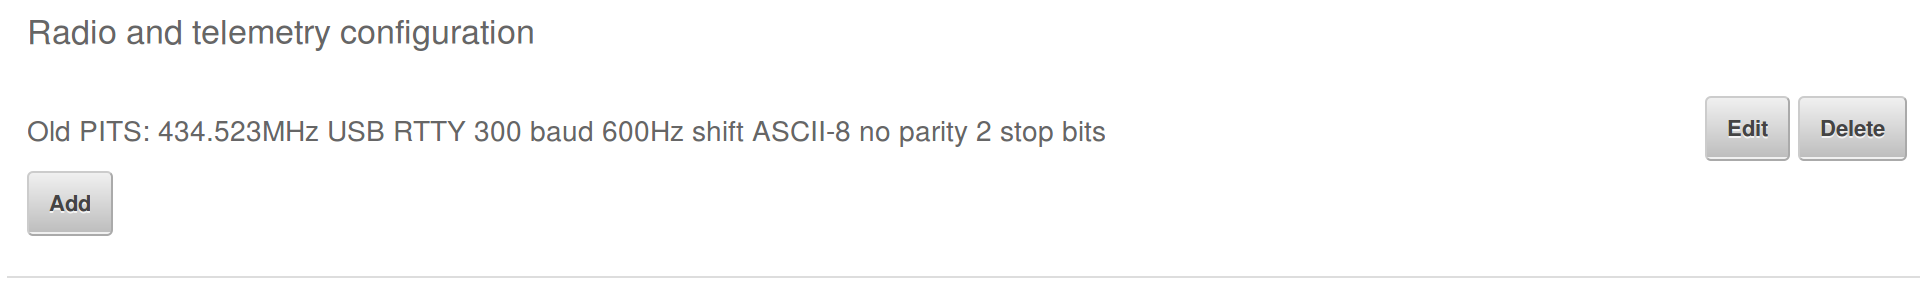 Radio and telemetry configuration
Old PITS: 434.523MHz USB RTTY 300 baud 600Hz shift ASCII-8 no parity 2 stop bits
Edit
Delete
Add